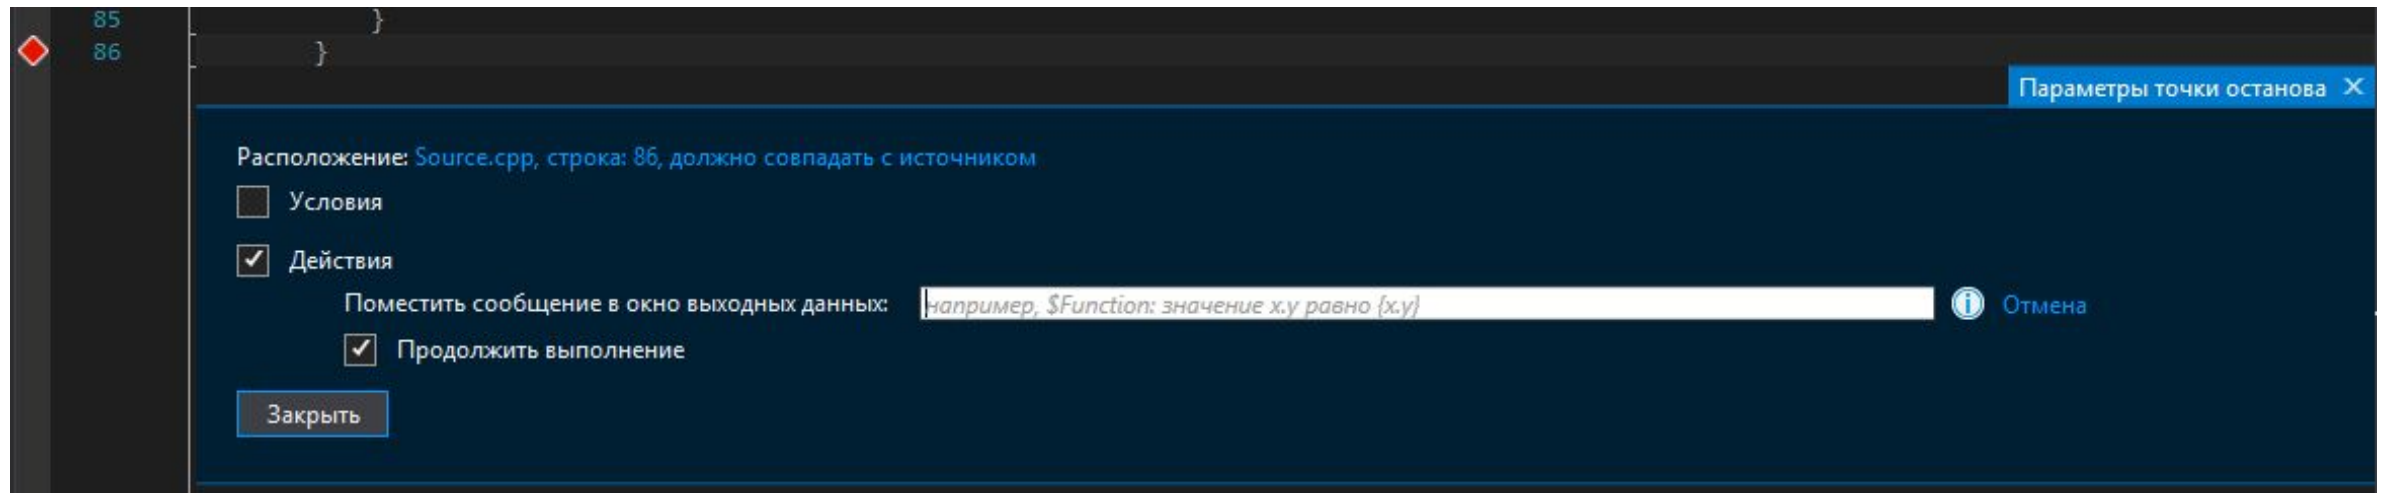 85 }
86 }
Параметры точки останова ✕
Расположение: Source.cpp, строка: 86, должно совпадать с источником
Условия
Действия
Поместить сообщение в окно выходных данных: например, $Function: значение x.y равно {x.y} Отмена
Продолжить выполнение
Закрыть